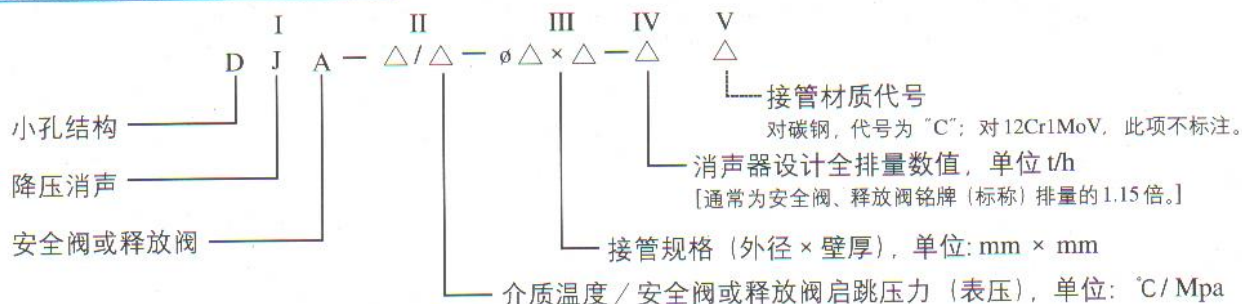 I II III IV V
D J A — △/△ — ø△×△ — △ △
接管材质代号
小孔结构
对碳钢，代号为“C”；对12Cr1MoV，此项不标注。
消声器设计全排量数值，单位 t/h
降压消声
[通常为安全阀、释放阀铭牌（标称）排量的1.15倍。]
安全阀或释放阀
接管规格（外径×壁厚），单位: mm × mm
介质温度／安全阀或释放阀启跳压力（表压），单位：℃/ Mpa